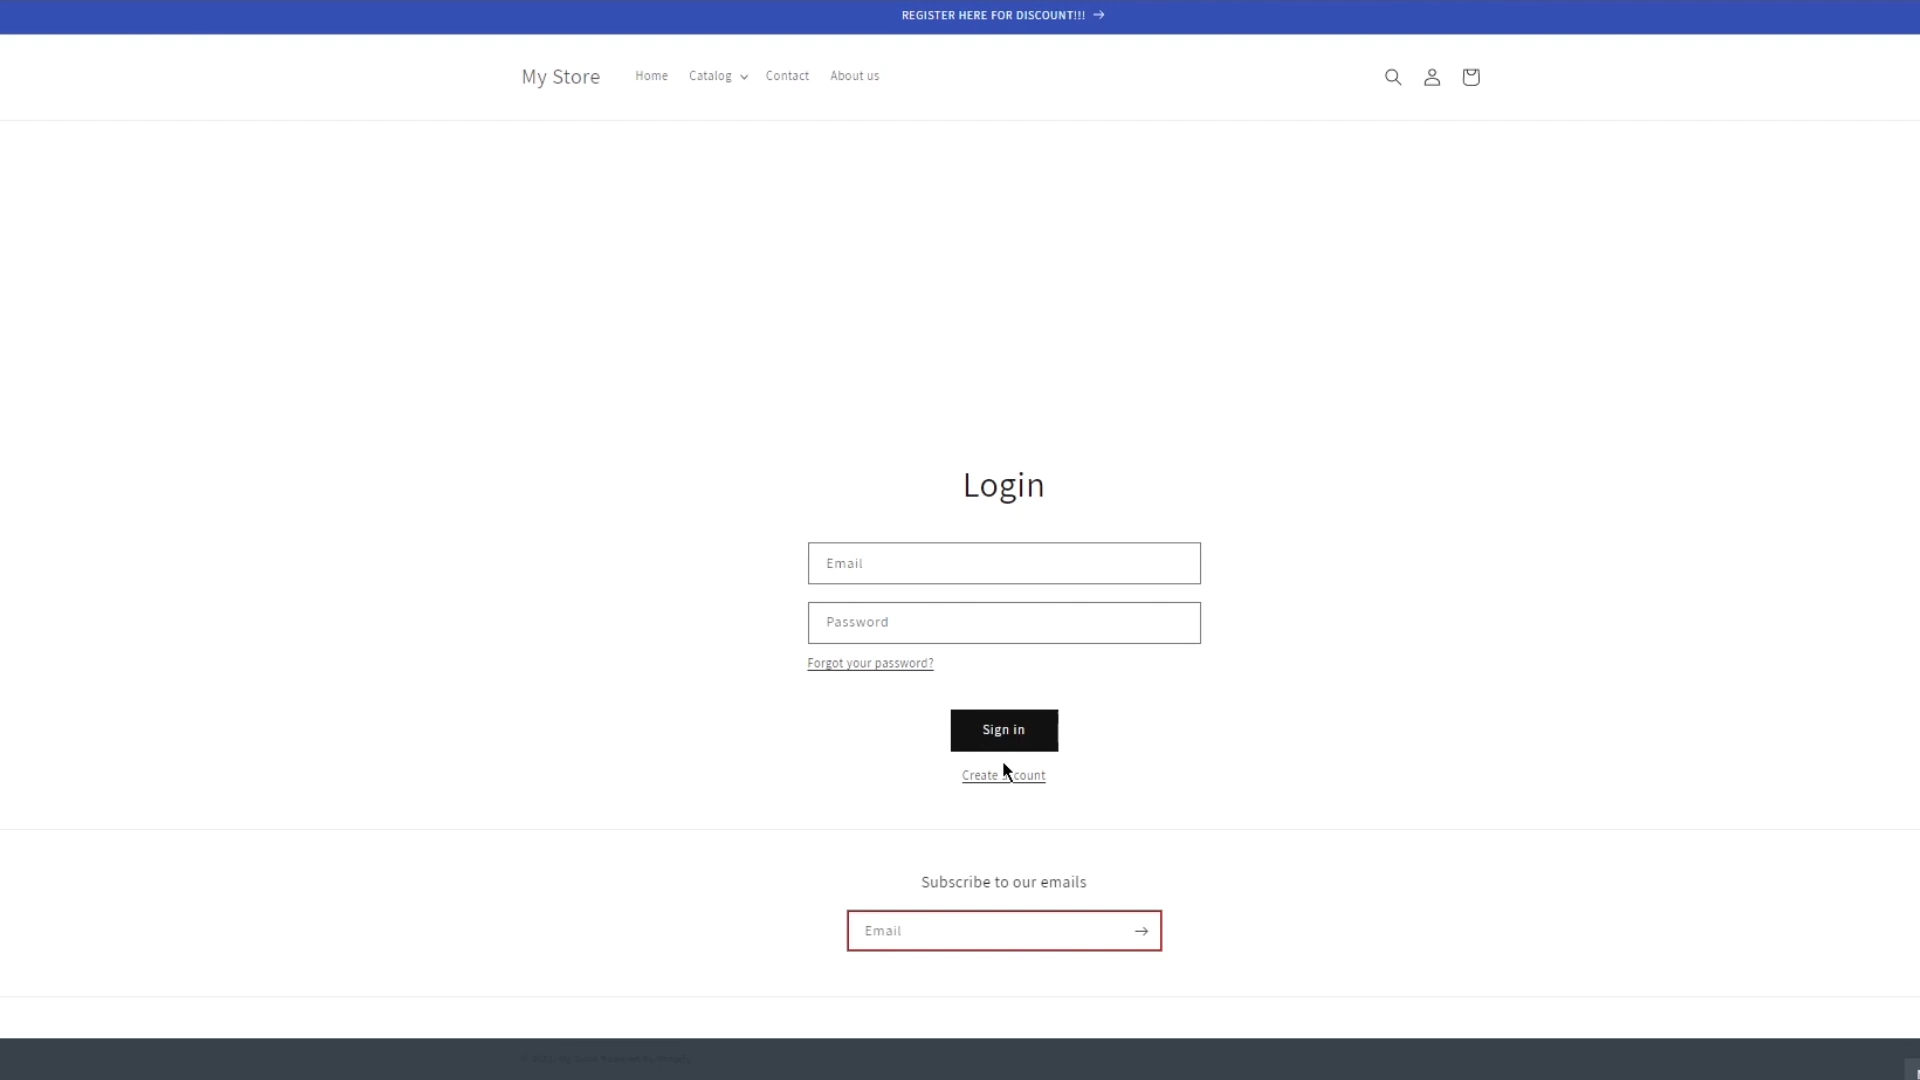 REGISTER HERE FOR DISCOUNT!!!
My Store Home Catalog Contact About us
Login
Email
Password
Forgot your password?
Sign in
Create
Subscribe to our emails
Email